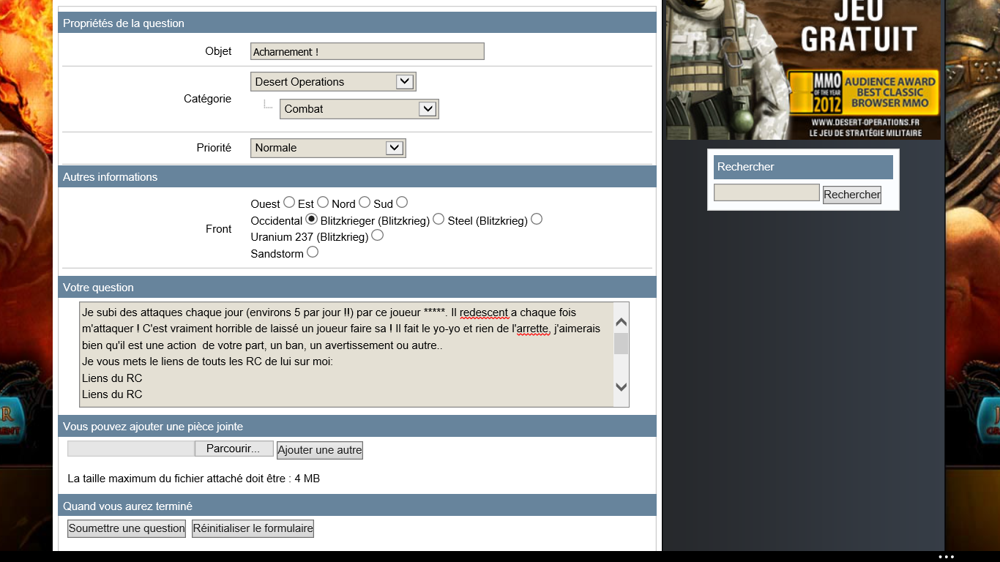 Propriétés de la question
Objet
Acharnement !
Catégorie
Desert Operations
Combat
Priorité
Normale
Autres informations
Front
Ouest Est Nord Sud
Occidental Blitzkrieger (Blitzkrieg) Steel (Blitzkrieg)
Uranium 237 (Blitzkrieg)
Sandstorm
Votre question
Je subi des attaques chaque jour (environs 5 par jour !!) par ce joueur *****. Il redescent a chaque fois
m'attaquer ! C'est vraiment horrible de laissé un joueur faire sa ! Il fait le yo-yo et rien de l'arrette, j'aimerais
bien qu'il est une action  de votre part, un ban, un avertissement ou autre..
Je vous mets le liens de touts les RC de lui sur moi:
Liens du RC
Liens du RC
Vous pouvez ajouter une pièce jointe
Parcourir... Ajouter une autre
La taille maximum du fichier attaché doit être : 4 MB
Quand vous aurez terminé
Soumettre une question Réinitialiser le formulaire
JEU
GRATUIT
MMO
OF THE YEAR
2012
AUDIENCE AWARD
BEST CLASSIC
BROWSER MMO
WWW.DESERT-OPERATIONS.FR
LE JEU DE STRATÉGIE MILITAIRE
Rechercher
Rechercher